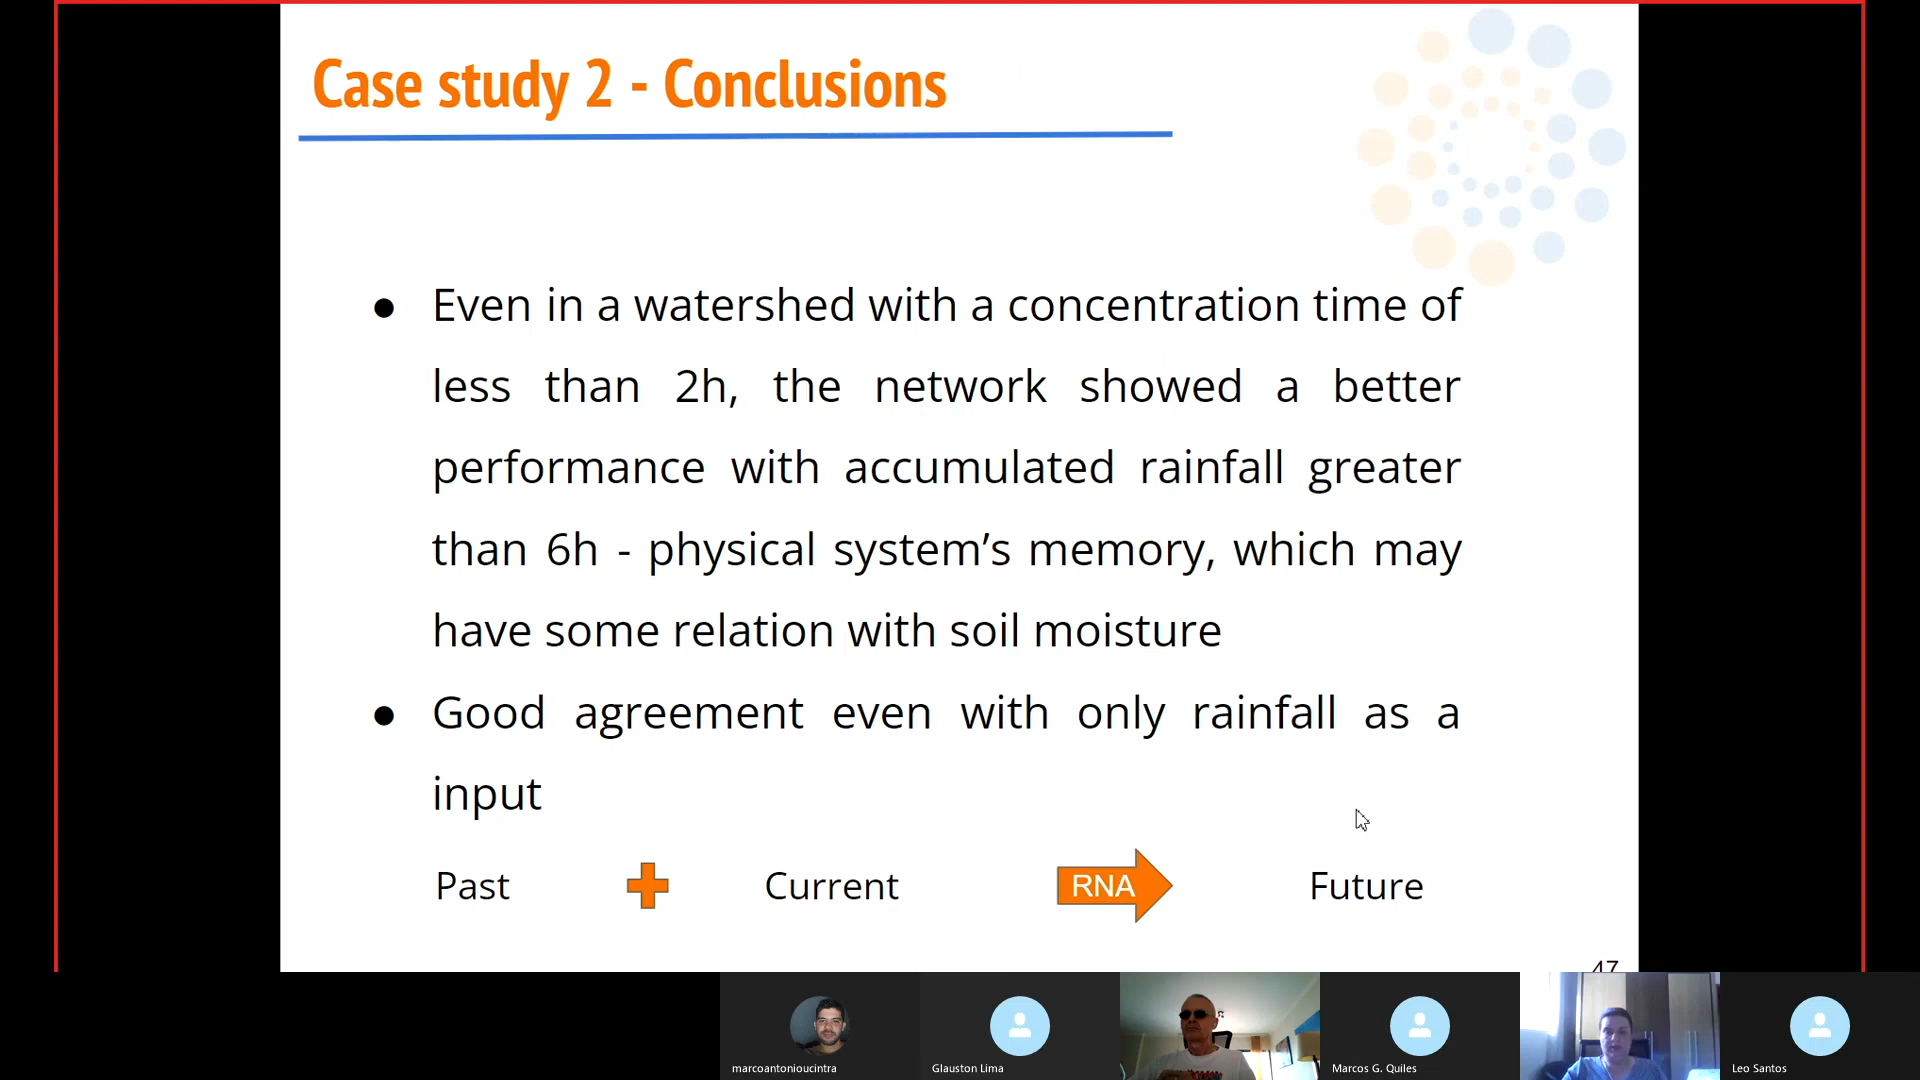 Case study 2 - Conclusions
● Even in a watershed with a concentration time of
less than 2h, the network showed a better
performance with accumulated rainfall greater
than 6h - physical system’s memory, which may
have some relation with soil moisture
● Good agreement even with only rainfall as a
input
Past Current RNA Future
47
marcoantonioucintra Glauston Lima Marcos G. Quiles Leo Santos